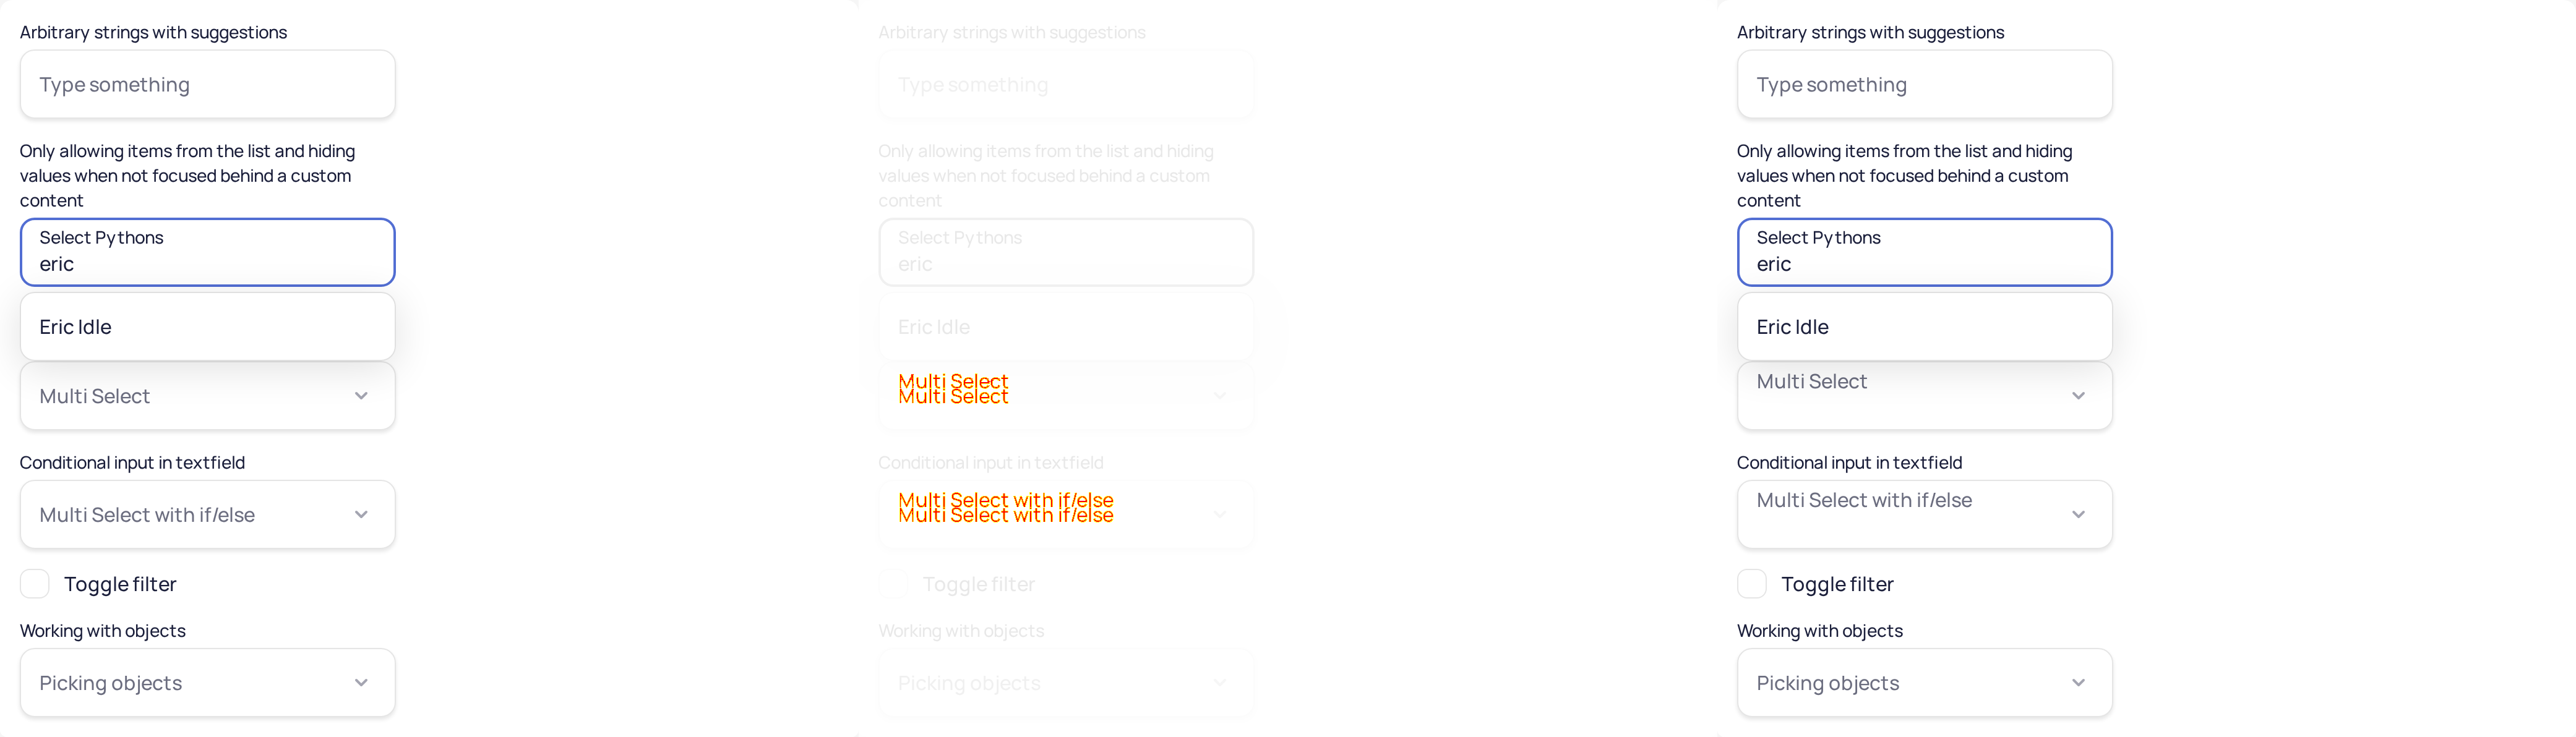 Arbitrary strings with suggestions
Type something
Only allowing items from the list and hiding
values when not focused behind a custom
content
Select Pythons
eric
Eric Idle
Multi Select
Conditional input in textfield
Multi Select with if/else
Toggle filter
Working with objects
Picking objects
Arbitrary strings with suggestions
Type something
Only allowing items from the list and hiding
values when not focused behind a custom
content
Select Pythons
eric
Eric Idle
Multi Select
Multi Select
Conditional input in textfield
Multi Select with if/else
Multi Select with if/else
Toggle filter
Working with objects
Picking objects
Arbitrary strings with suggestions
Type something
Only allowing items from the list and hiding
values when not focused behind a custom
content
Select Pythons
eric
Eric Idle
Multi Select
Conditional input in textfield
Multi Select with if/else
Toggle filter
Working with objects
Picking objects